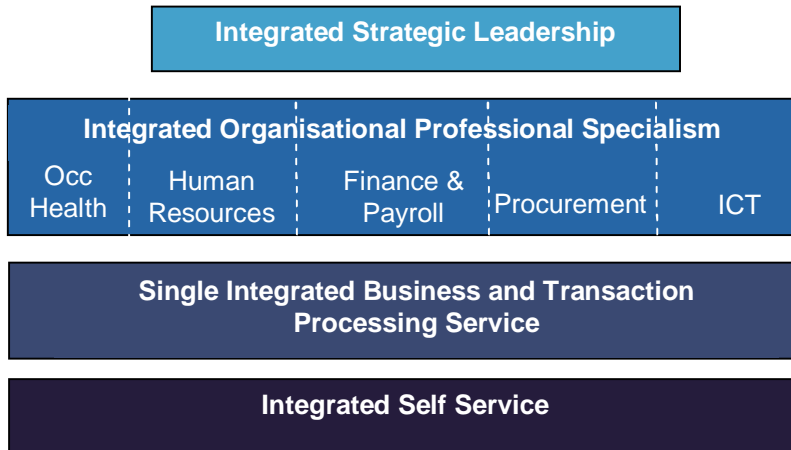 Integrated Strategic Leadership
Integrated Organisational Professional Specialism
Occ
Health
Human
Resources
Finance &
Payroll
Procurement
ICT
Single Integrated Business and Transaction
Processing Service
Integrated Self Service